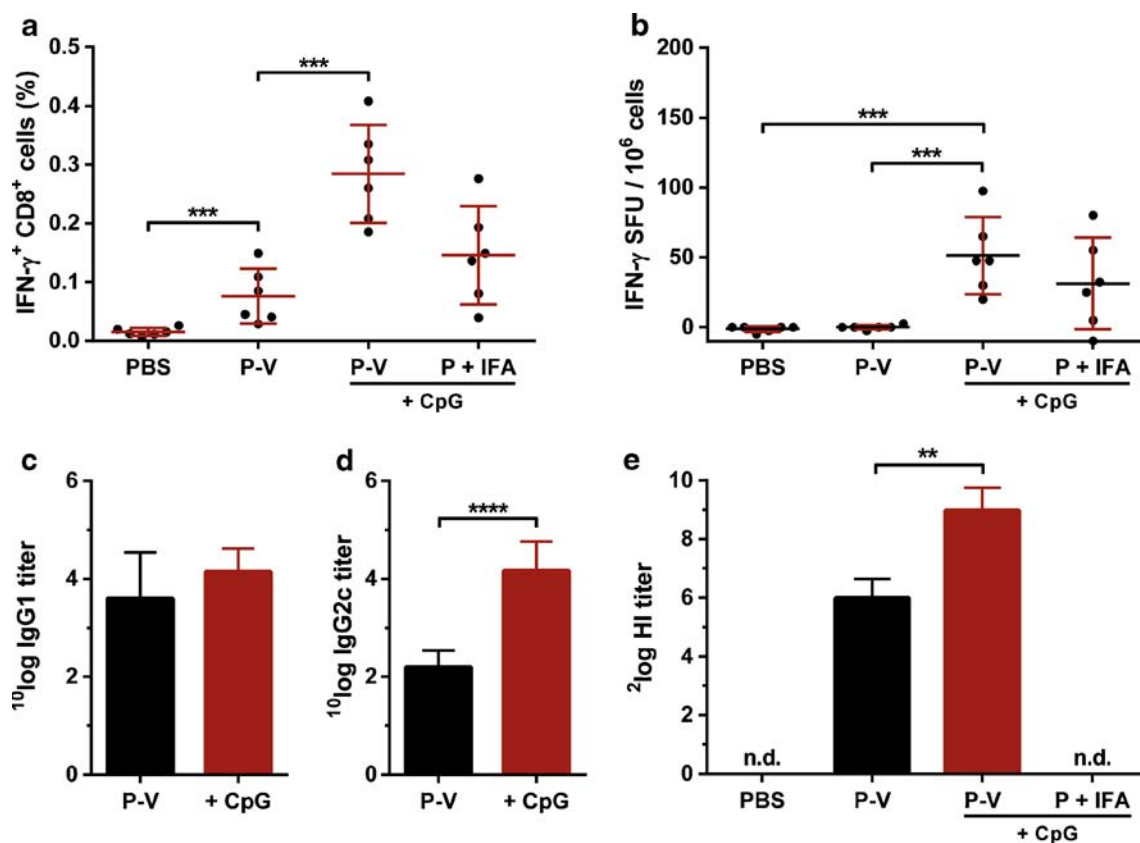 a
IFN-γ⁺ CD8⁺ cells (%)
0.5
0.4
0.3
0.2
0.1
0.0
***
***
PBS P-V P-V P + IFA
+ CpG
b
IFN-γ SFU / 10⁶ cells
200
150
100
50
0
***
***
PBS P-V P-V P + IFA
+ CpG
c
¹⁰log IgG1 titer
6
4
2
0
P-V + CpG
d
¹⁰log IgG2c titer
6
4
2
0
****
P-V + CpG
e
²log HI titer
10
8
6
4
2
0
**
n.d. n.d.
PBS P-V P-V P + IFA
+ CpG